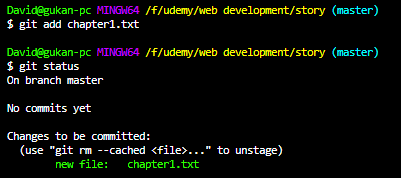 David@gukan-pc MINGW64 /f/udemy/web development/story (master)
$ git add chapter1.txt
David@gukan-pc MINGW64 /f/udemy/web development/story (master)
$ git status
On branch master
No commits yet
Changes to be committed:
(use "git rm --cached <file>..." to unstage)
new file:   chapter1.txt